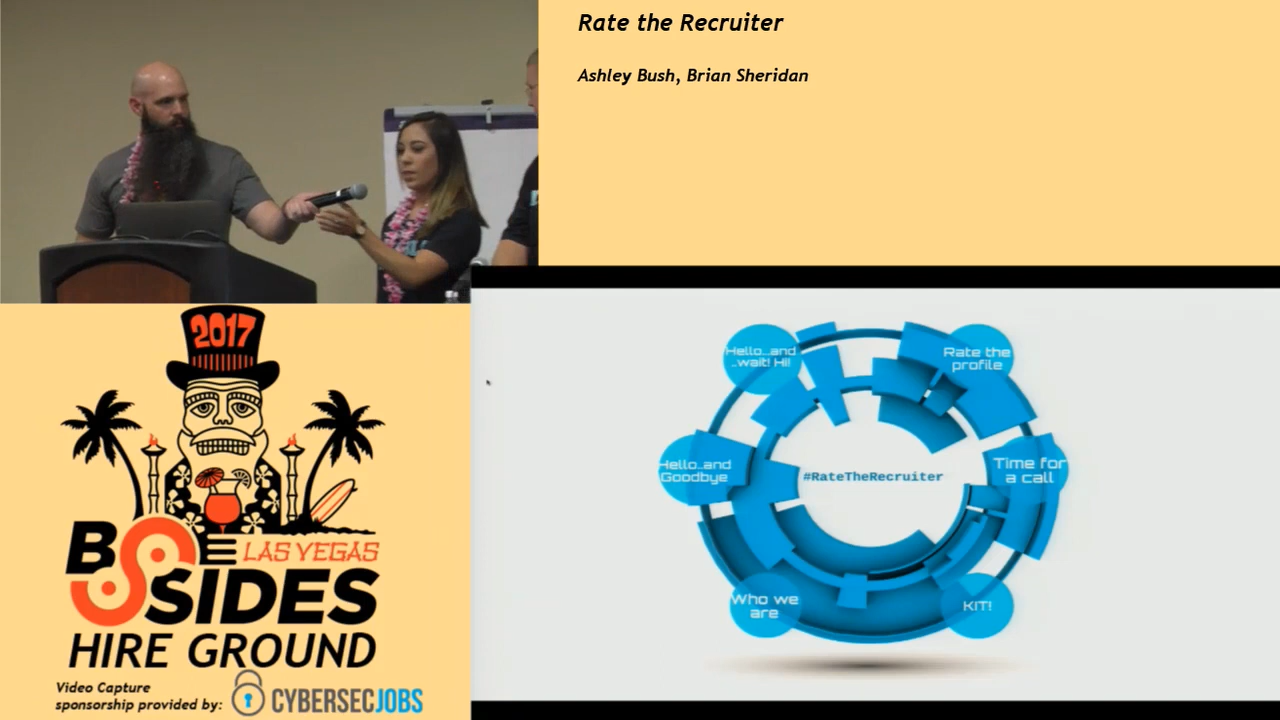 Rate the Recruiter
Ashley Bush, Brian Sheridan
2017
BSIDES
LAS VEGAS
HIRE GROUND
Video Capture
sponsorship provided by:
CYBERSECJOBS
Hello..and
..wait! Hi!
Rate the
profile
Hello..and
Goodbye
#RateTheRecruiter
Time for
a call
Who we
are
KIT!